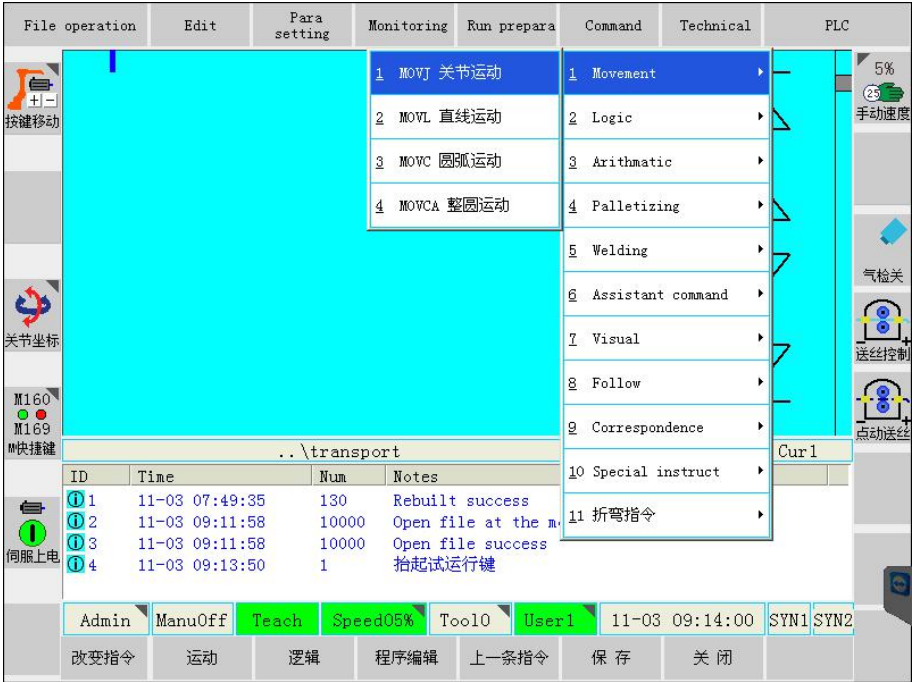 File operation
Edit
Para setting
Monitoring
Run prepara
Command
Technical
PLC
按键移动
关节坐标
M160
M169
M快捷鍵
伺服上电
1 MOVJ 关节运动
2 MOVL 直线运动
3 MOVC 圆弧运动
4 MOVCA 整圆运动
1 Movement
2 Logic
3 Arithmatic
4 Palletizing
5 Welding
6 Assistant command
7 Visual
8 Follow
9 Correspondence
10 Special instruct
11 折弯指令
5%
25
手动速度
气检关
送丝控制
点动送丝
..\transport
Cur1
ID Time Num Notes
1 11-03 07:49:35 130 Rebuilt success
2 11-03 09:11:58 10000 Open file at the m
3 11-03 09:11:58 10000 Open file success
4 11-03 09:13:50 1 抬起试运行键
Admin ManuOff Teach Speed05% Tool0 User1 11-03 09:14:00 SYN1 SYN2
改变指令 运动 逻辑 程序编辑 上一条指令 保 存 关 闭